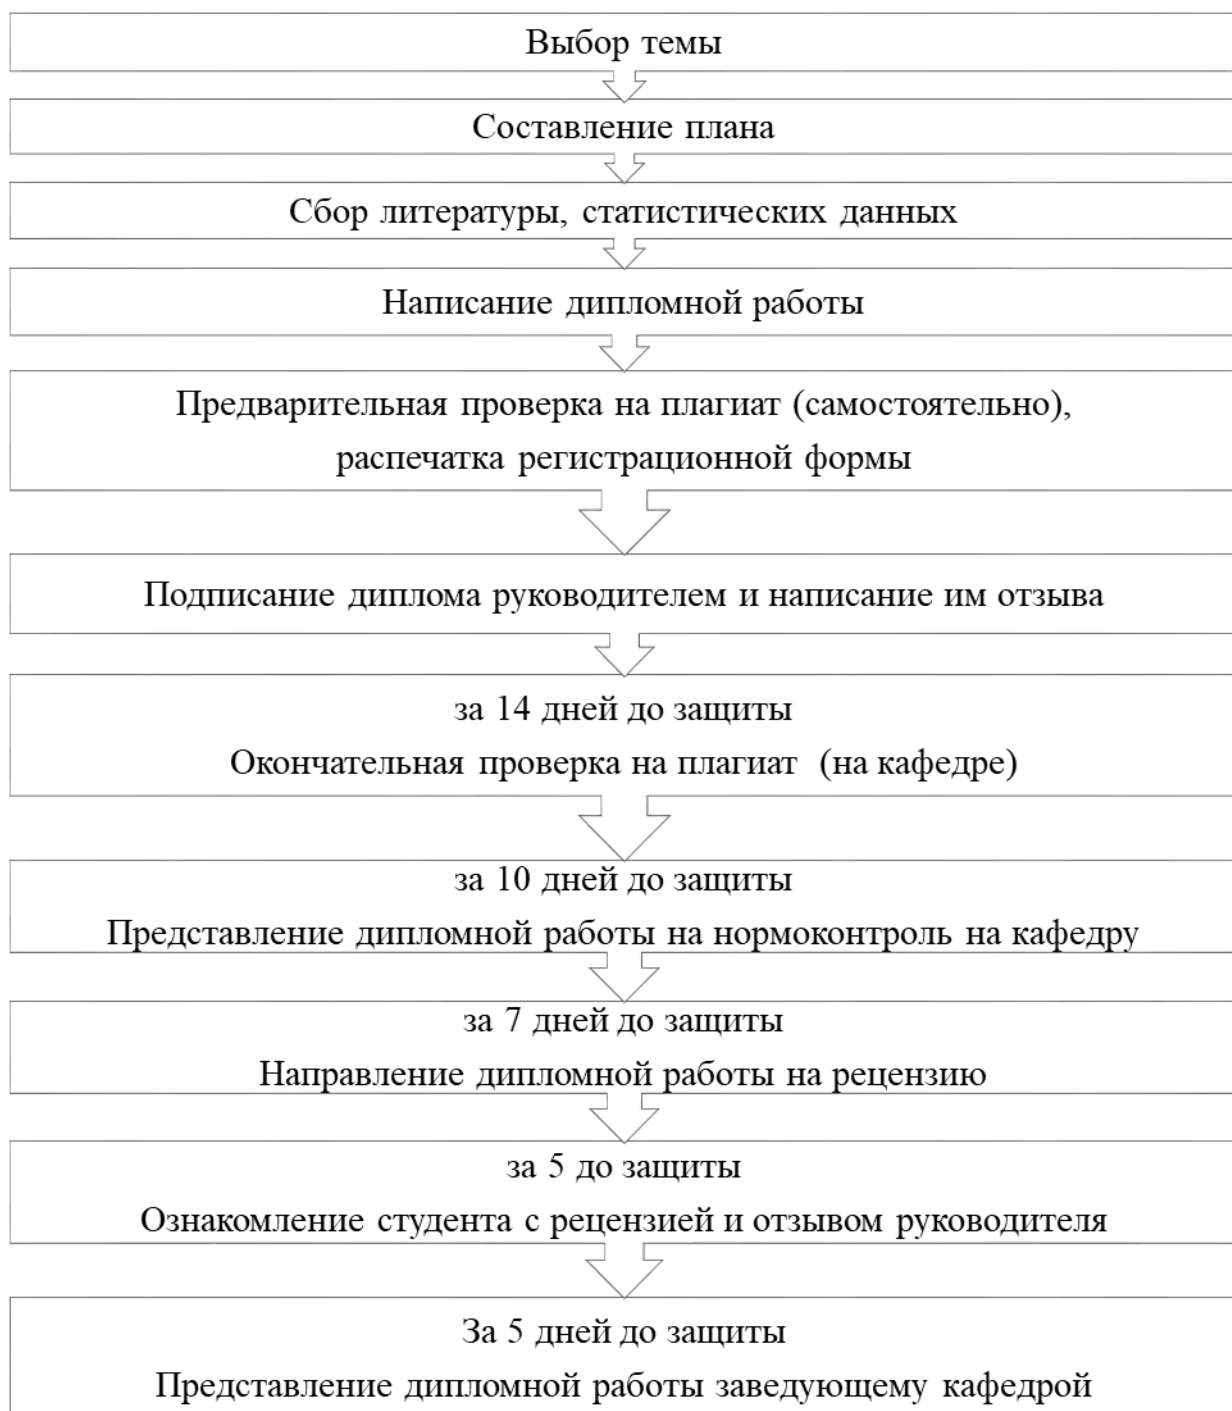 Выбор темы
Составление плана
Сбор литературы, статистических данных
Написание дипломной работы
Предварительная проверка на плагиат (самостоятельно),
распечатка регистрационной формы
Подписание диплома руководителем и написание им отзыва
за 14 дней до защиты
Окончательная проверка на плагиат (на кафедре)
за 10 дней до защиты
Представление дипломной работы на нормоконтроль на кафедру
за 7 дней до защиты
Направление дипломной работы на рецензию
за 5 до защиты
Ознакомление студента с рецензией и отзывом руководителя
За 5 дней до защиты
Представление дипломной работы заведующему кафедрой